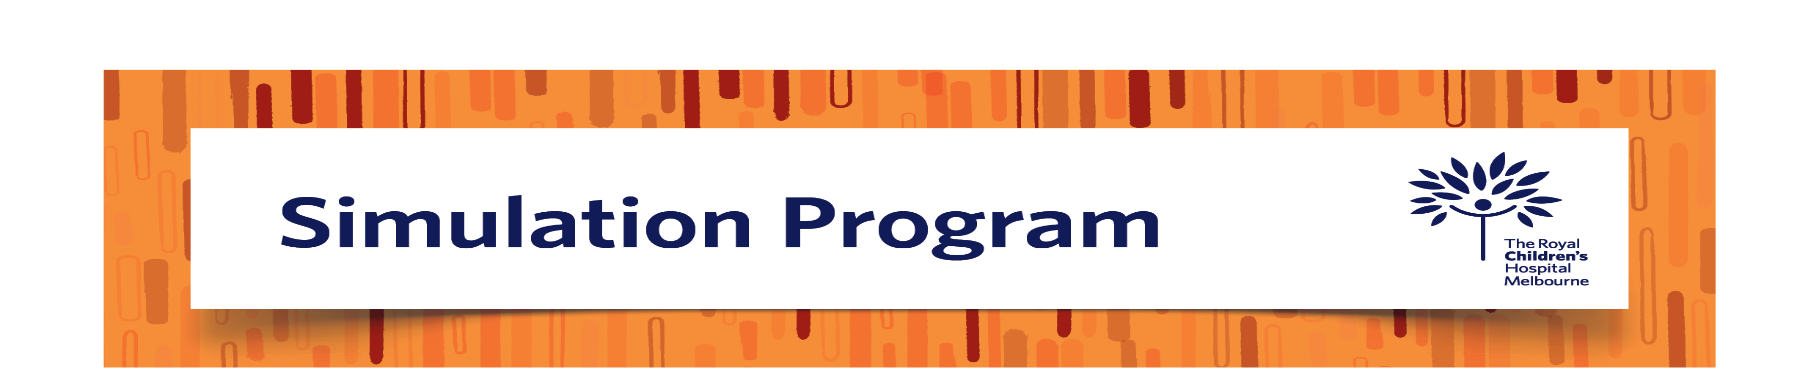 Simulation Program
The Royal
Children's
Hospital
Melbourne